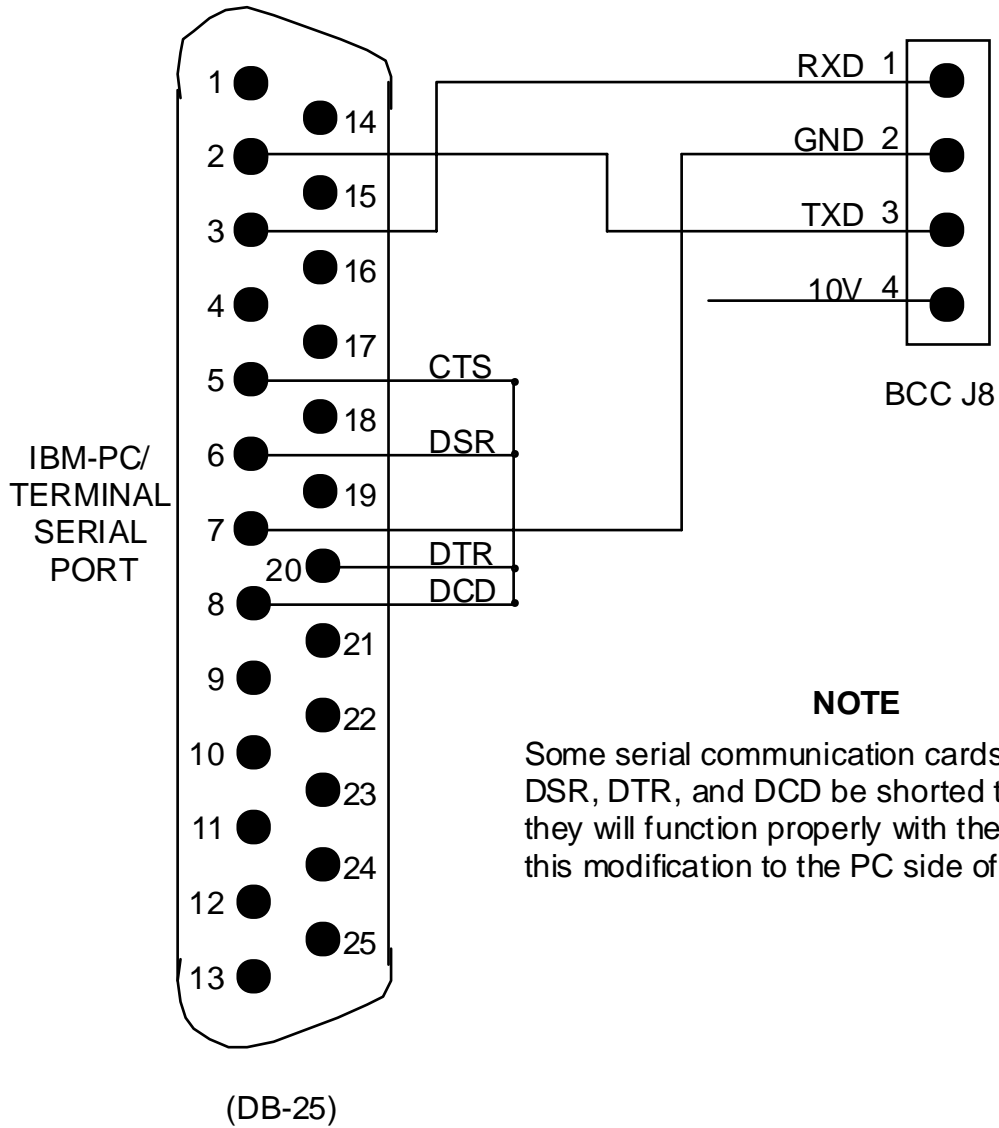 1
14
2
15
3
16
4
17
5
18
6
19
7
20
8
21
9
22
10
23
11
24
12
25
13
IBM-PC/
TERMINAL
SERIAL
PORT
(DB-25)
CTS
DSR
DTR
DCD
RXD 1
GND 2
TXD 3
10V 4
BCC J8
NOTE
Some serial communication cards
DSR, DTR, and DCD be shorted
they will function properly with the
this modification to the PC side of